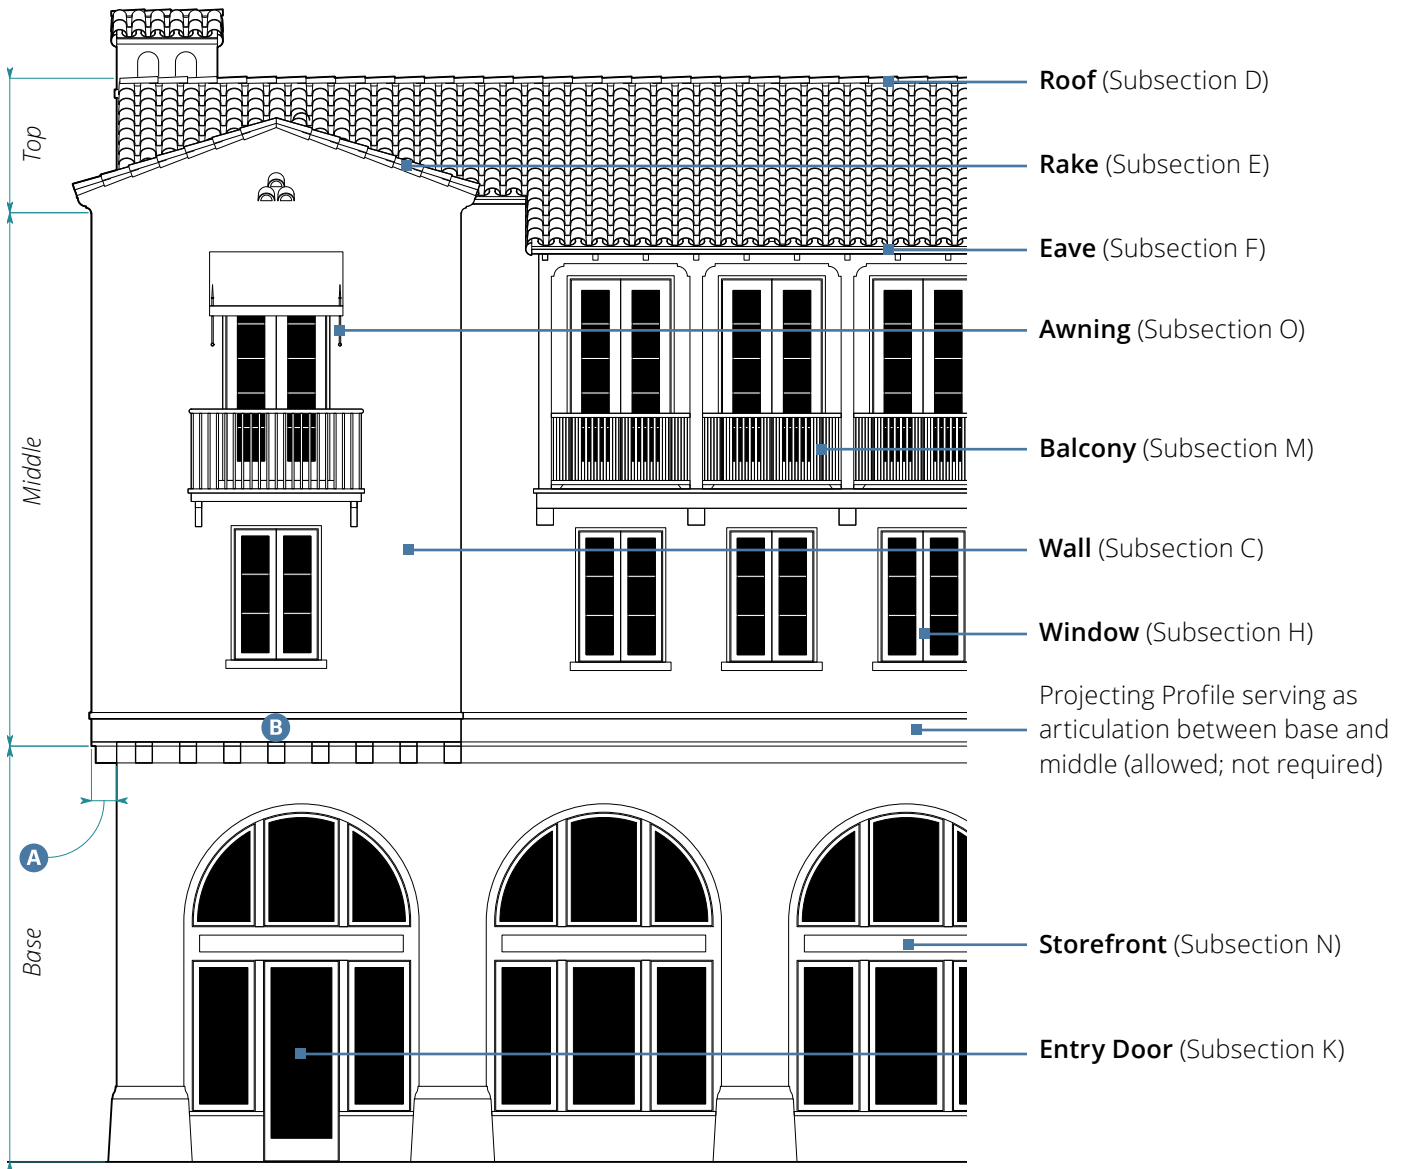 Top
Middle
Base
A
B
Roof (Subsection D)
Rake (Subsection E)
Eave (Subsection F)
Awning (Subsection O)
Balcony (Subsection M)
Wall (Subsection C)
Window (Subsection H)
Projecting Profile serving as
articulation between base and
middle (allowed; not required)
Storefront (Subsection N)
Entry Door (Subsection K)